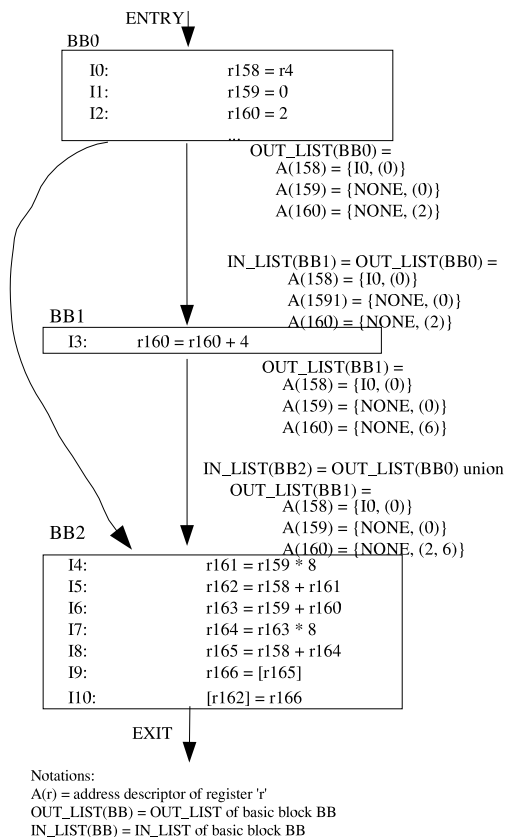 ENTRY
BB0
I0: r158 = r4
I1: r159 = 0
I2: r160 = 2
...
OUT_LIST(BB0) =
A(158) = {I0, (0)}
A(159) = {NONE, (0)}
A(160) = {NONE, (2)}
IN_LIST(BB1) = OUT_LIST(BB0) =
A(158) = {I0, (0)}
A(1591) = {NONE, (0)}
A(160) = {NONE, (2)}
BB1
I3: r160 = r160 + 4
OUT_LIST(BB1) =
A(158) = {I0, (0)}
A(159) = {NONE, (0)}
A(160) = {NONE, (6)}
IN_LIST(BB2) = OUT_LIST(BB0) union
OUT_LIST(BB1) =
A(158) = {I0, (0)}
A(159) = {NONE, (0)}
A(160) = {NONE, (2, 6)}
BB2
I4: r161 = r159 * 8
I5: r162 = r158 + r161
I6: r163 = r159 + r160
I7: r164 = r163 * 8
I8: r165 = r158 + r164
I9: r166 = [r165]
I10: [r162] = r166
EXIT
Notations:
A(r) = address descriptor of register 'r'
OUT_LIST(BB) = OUT_LIST of basic block BB
IN_LIST(BB) = IN_LIST of basic block BB